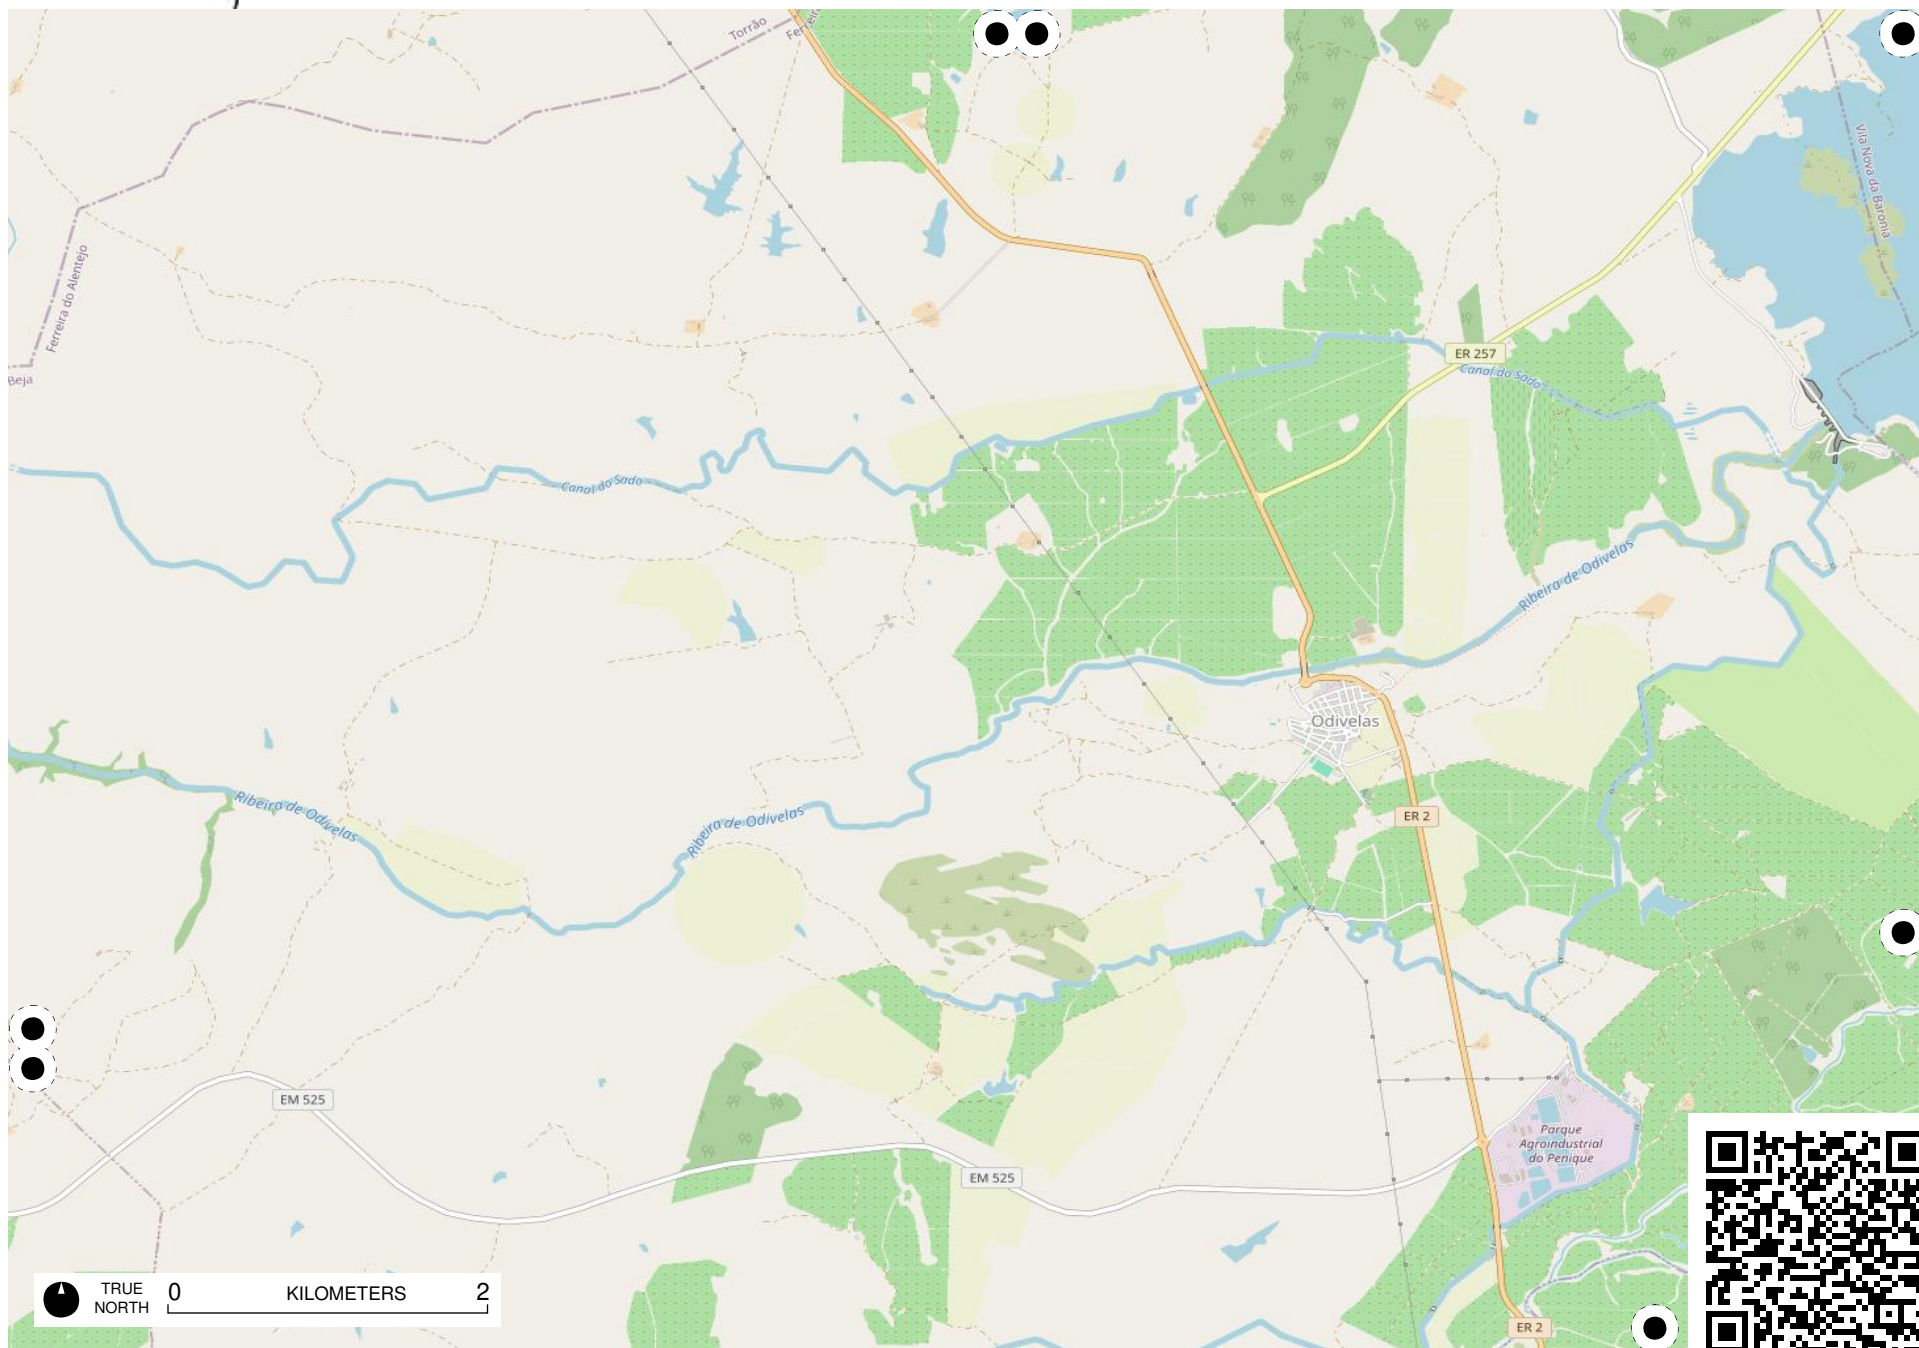 Torrão
Ferreira do Alentejo
Beja
Vila Nova da Baronia
ER 257
Canal do Sado
Canal do Sado
Ribeira de Odivelas
Odivelas
ER 2
Ribeira de Odivelas
Ribeira de Odivelas
EM 525
Parque
Agroindustrial
do Penique
EM 525
TRUE
NORTH
0 KILOMETERS 2
ER 2